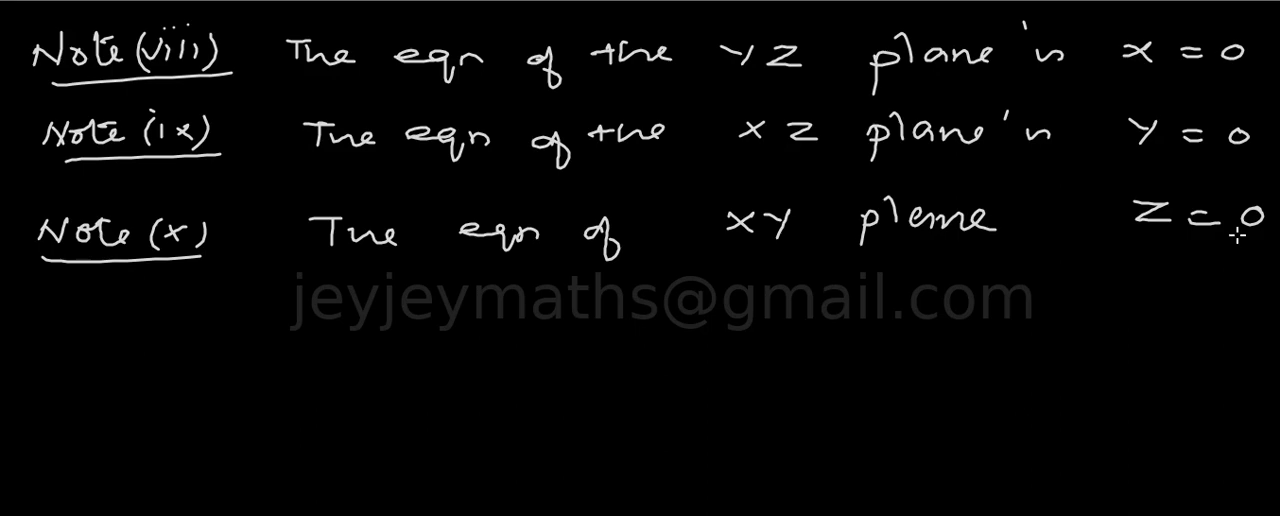 Note (viii) The eqn of the YZ plane is x = 0
Note (ix) The eqn of the XZ plane is y = 0
Note (x) The eqn of XY plane Z = 0
jeyjeymaths@gmail.com